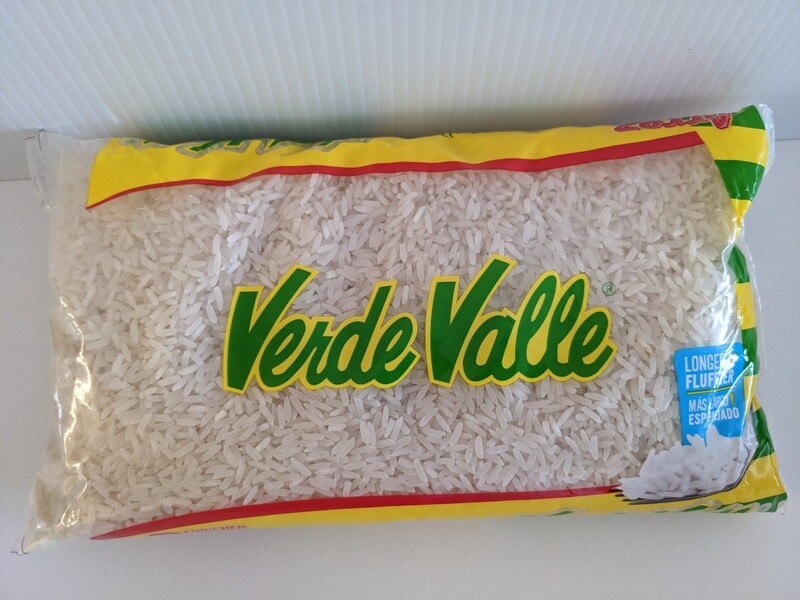 Verde Valle®
LONGER &
FLUFFIER
MÁS LARGO Y
ESPONJADO